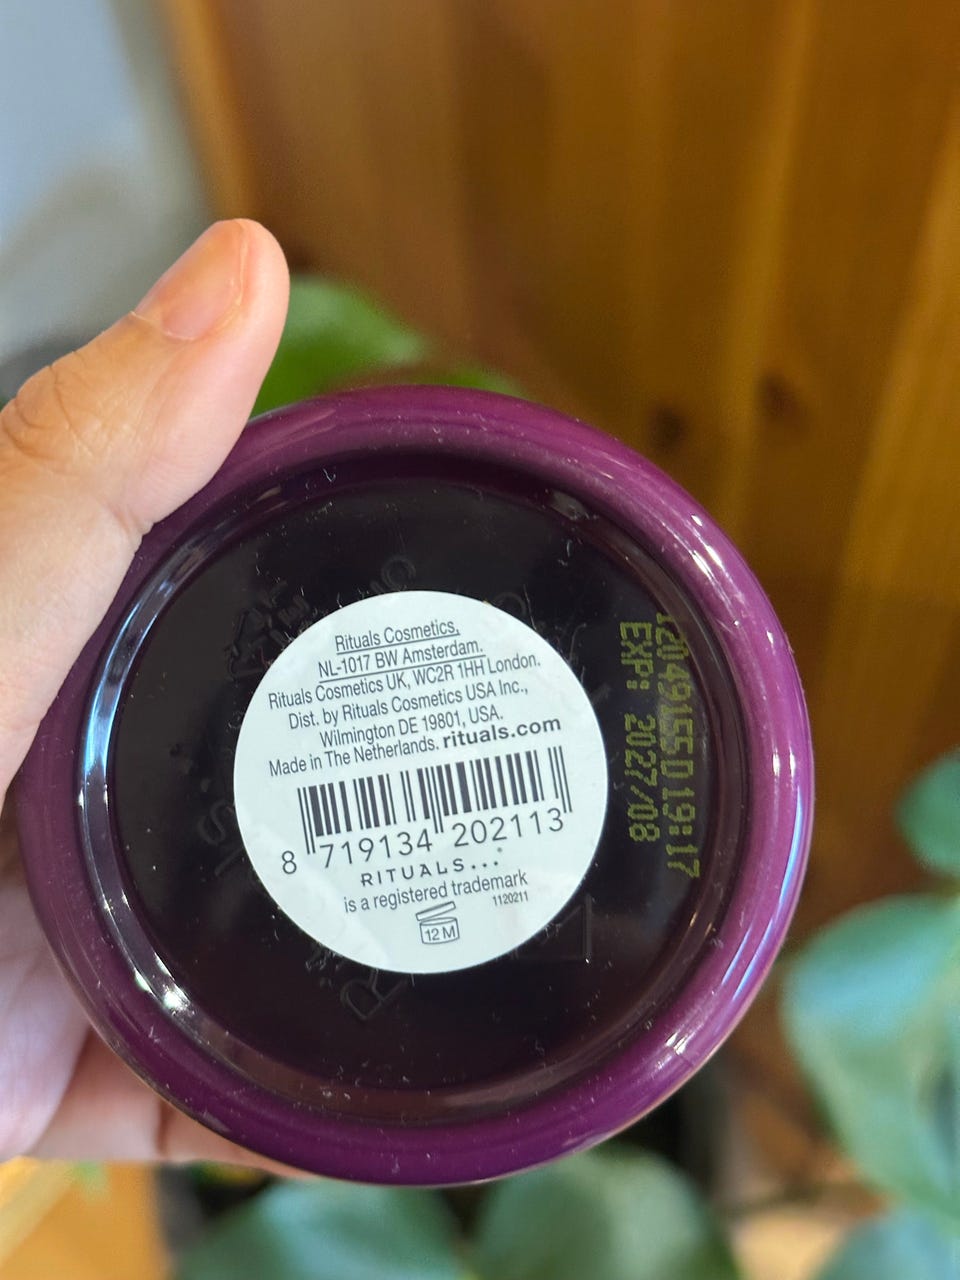 Rituals Cosmetics,
NL-1017 BW Amsterdam.
Rituals Cosmetics UK, WC2R 1HH London.
Dist. by Rituals Cosmetics USA Inc.,
Wilmington DE 19801, USA.
Made in The Netherlands. rituals.com
8 719134 202113
RITUALS...®
is a registered trademark
1120211
12 M
EXP: 2027/08